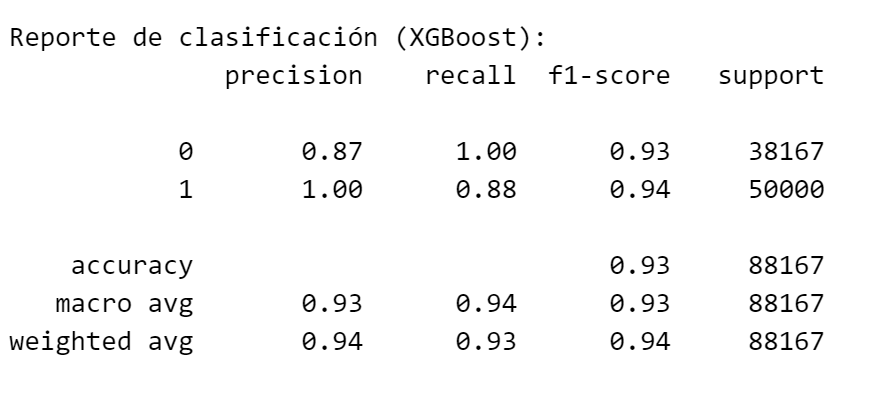 Reporte de clasificación (XGBoost):
precision recall f1-score support
0 0.87 1.00 0.93 38167
1 1.00 0.88 0.94 50000
accuracy 0.93 88167
macro avg 0.93 0.94 0.93 88167
weighted avg 0.94 0.93 0.94 88167